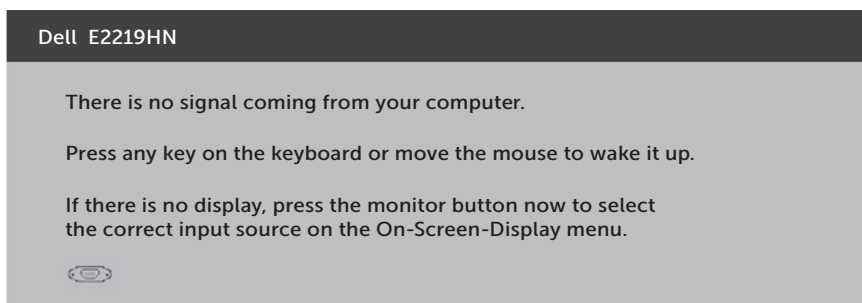 Dell E2219HN
There is no signal coming from your computer.
Press any key on the keyboard or move the mouse to wake it up.
If there is no display, press the monitor button now to select
the correct input source on the On-Screen-Display menu.